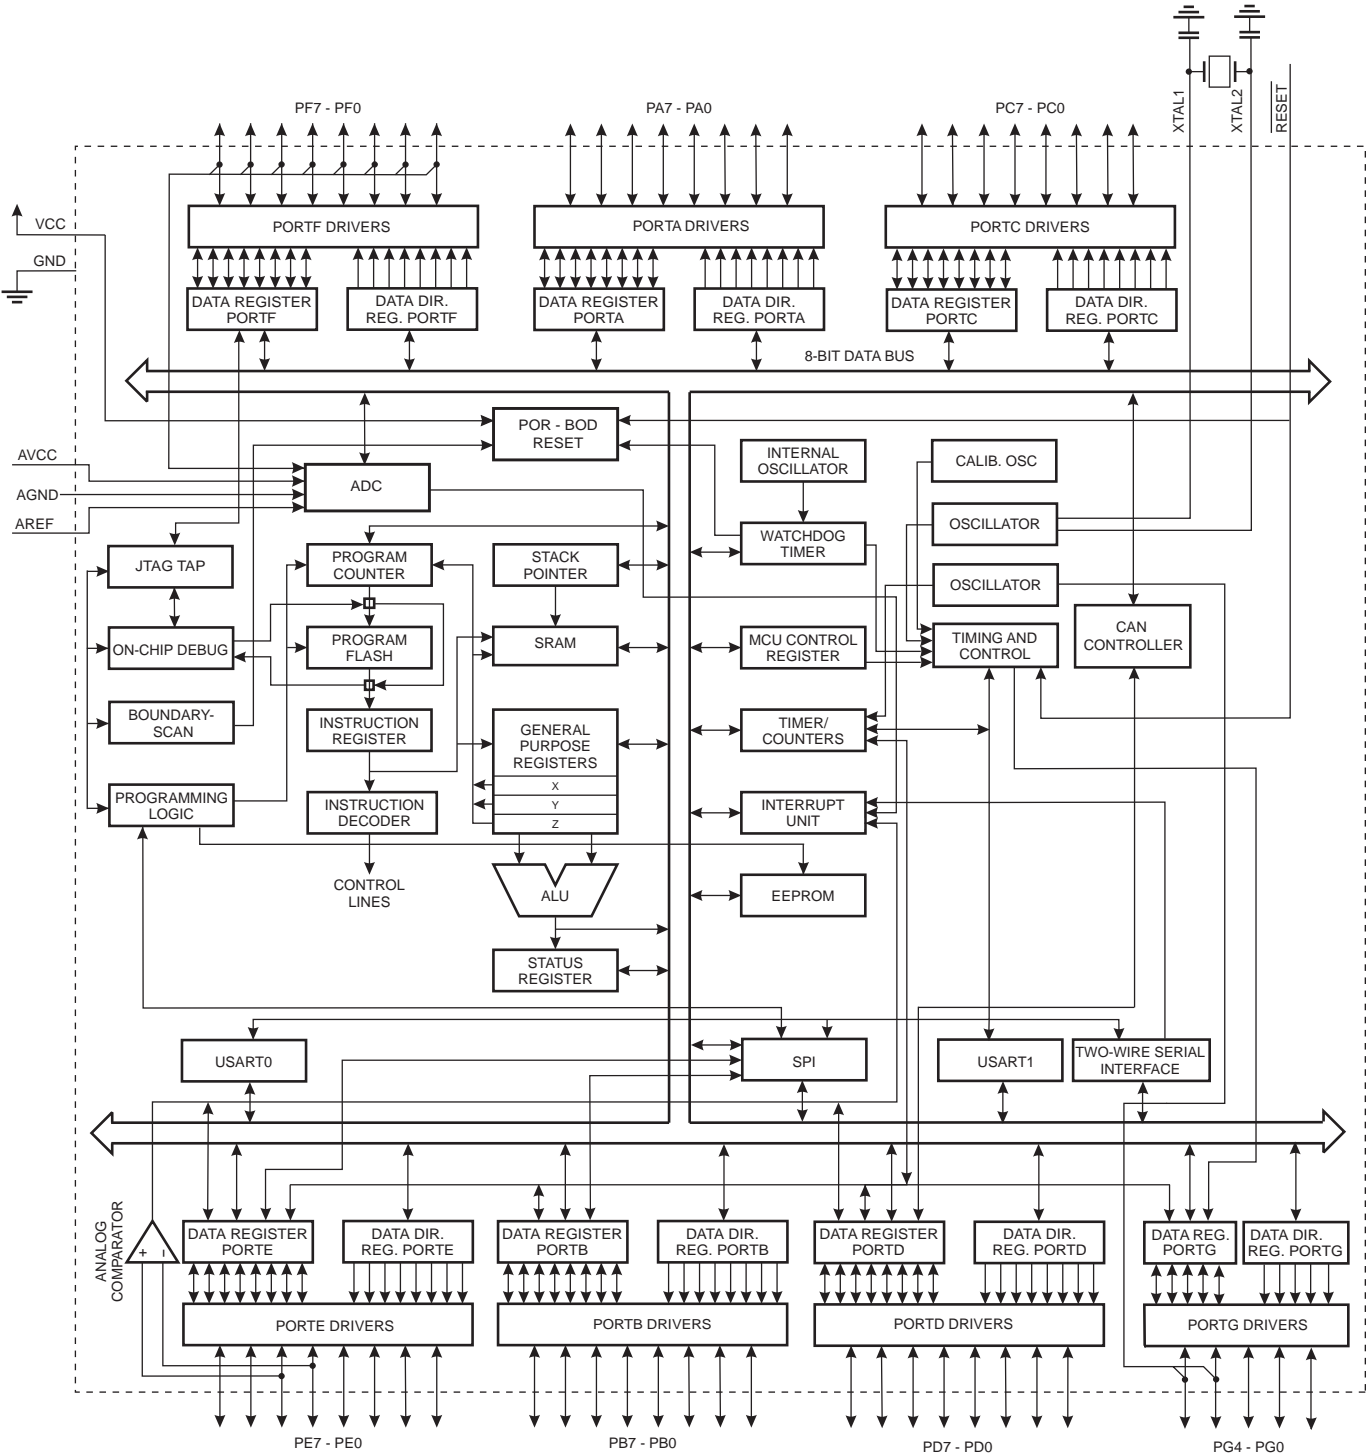 XTAL1
XTAL2
RESET
PF7 - PF0
PA7 - PA0
PC7 - PC0
VCC
GND
PORTF DRIVERS
PORTA DRIVERS
PORTC DRIVERS
DATA REGISTER
PORTF
DATA DIR.
REG. PORTF
DATA REGISTER
PORTA
DATA DIR.
REG. PORTA
DATA REGISTER
PORTC
DATA DIR.
REG. PORTC
8-BIT DATA BUS
POR - BOD
RESET
INTERNAL
OSCILLATOR
CALIB. OSC
AVCC
AGND
AREF
ADC
OSCILLATOR
WATCHDOG
TIMER
JTAG TAP
PROGRAM
COUNTER
STACK
POINTER
OSCILLATOR
ON-CHIP DEBUG
PROGRAM
FLASH
SRAM
MCU CONTROL
REGISTER
TIMING AND
CONTROL
CAN
CONTROLLER
BOUNDARY-
SCAN
INSTRUCTION
REGISTER
GENERAL
PURPOSE
REGISTERS
X
Y
Z
TIMER/
COUNTERS
PROGRAMMING
LOGIC
INSTRUCTION
DECODER
INTERRUPT
UNIT
CONTROL
LINES
ALU
EEPROM
STATUS
REGISTER
USART0
SPI
USART1
TWO-WIRE SERIAL
INTERFACE
ANALOG
COMPARATOR
+
–
DATA REGISTER
PORTE
DATA DIR.
REG. PORTE
DATA REGISTER
PORTB
DATA DIR.
REG. PORTB
DATA REGISTER
PORTD
DATA DIR.
REG. PORTD
DATA REG.
PORTG
DATA DIR.
REG. PORTG
PORTE DRIVERS
PORTB DRIVERS
PORTD DRIVERS
PORTG DRIVERS
PE7 - PE0
PB7 - PB0
PD7 - PD0
PG4 - PG0